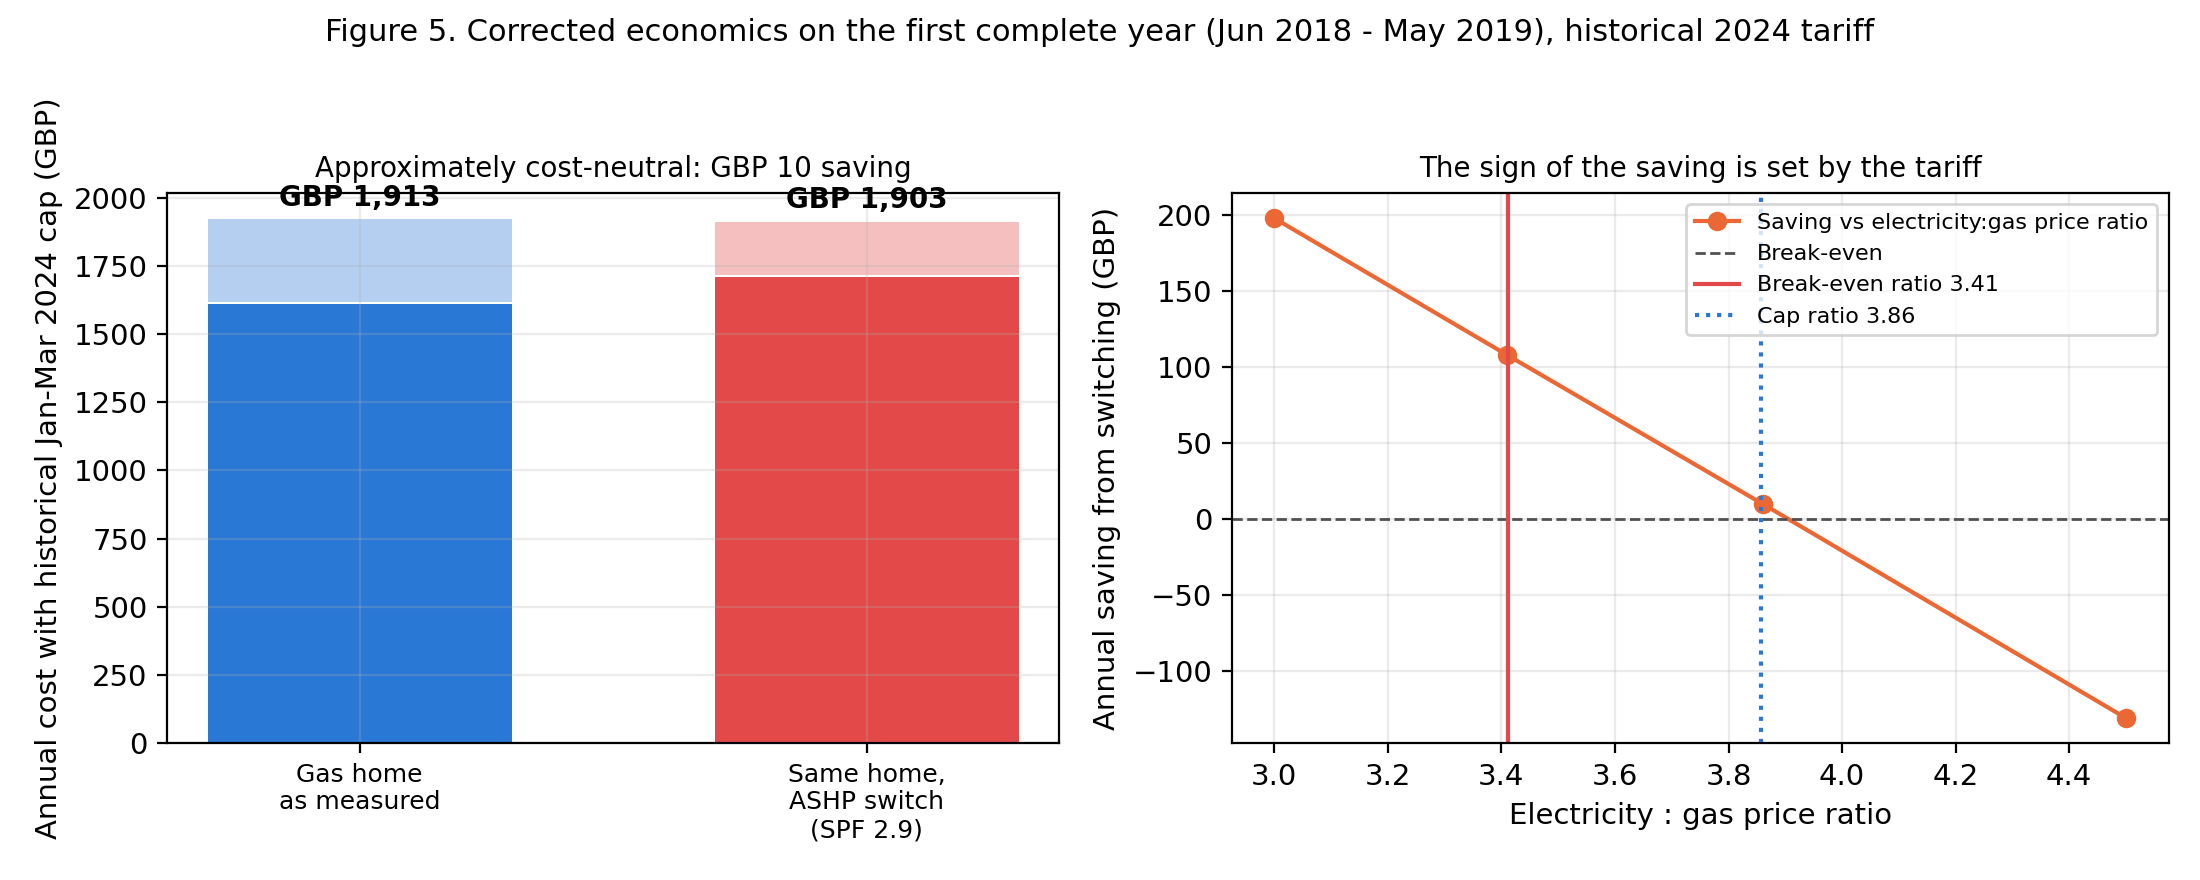 Figure 5. Corrected economics on the first complete year (Jun 2018 - May 2019), historical 2024 tariff
Annual cost with historical Jan-Mar 2024 cap (GBP)
Approximately cost-neutral: GBP 10 saving
GBP 1,913
GBP 1,903
2000
1750
1500
1250
1000
750
500
250
0
Gas home
as measured
Same home,
ASHP switch
(SPF 2.9)
The sign of the saving is set by the tariff
Annual saving from switching (GBP)
200
150
100
50
0
−50
−100
Saving vs electricity:gas price ratio
Break-even
Break-even ratio 3.41
Cap ratio 3.86
3.0
3.2
3.4
3.6
3.8
4.0
4.2
4.4
Electricity : gas price ratio